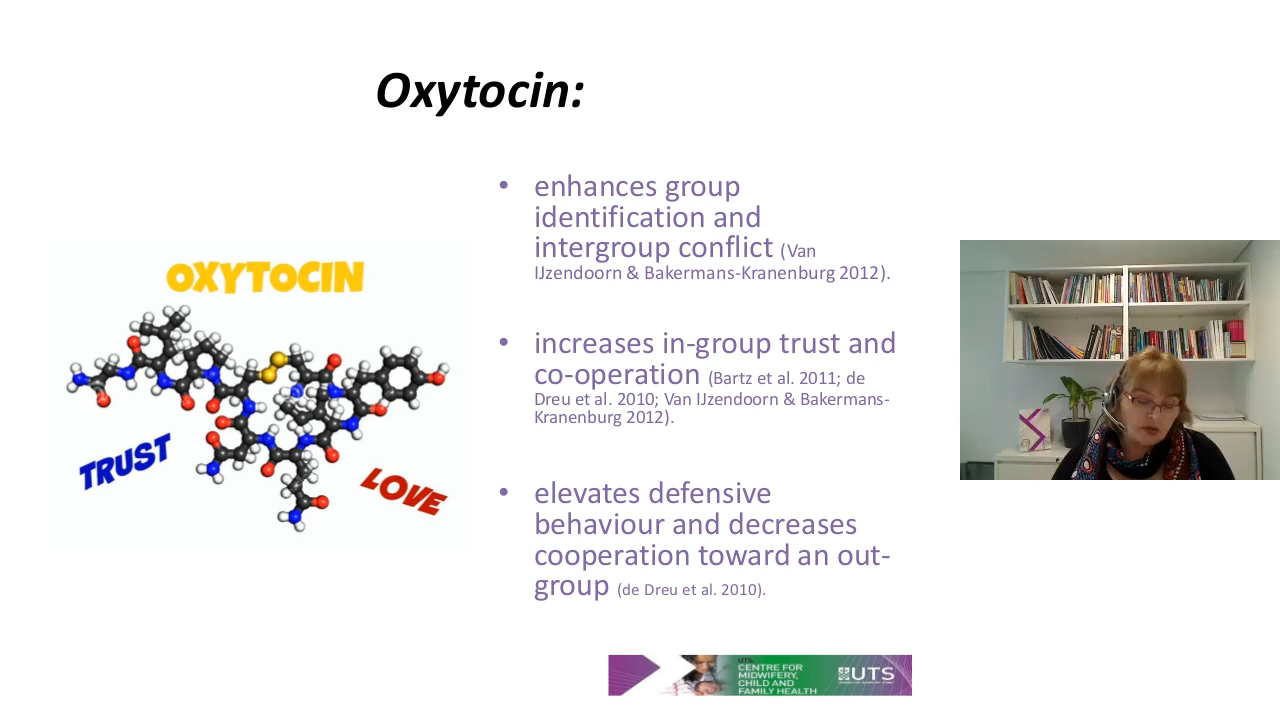 Oxytocin:
• enhances group
identification and
intergroup conflict (Van
IJzendoorn & Bakermans-Kranenburg 2012).
• increases in-group trust and
co-operation (Bartz et al. 2011; de
Dreu et al. 2010; Van IJzendoorn & Bakermans-
Kranenburg 2012).
• elevates defensive
behaviour and decreases
cooperation toward an out-
group (de Dreu et al. 2010).
OXYTOCIN
TRUST
LOVE
UTS:
CENTRE FOR
MIDWIFERY,
CHILD AND
FAMILY HEALTH
UTS